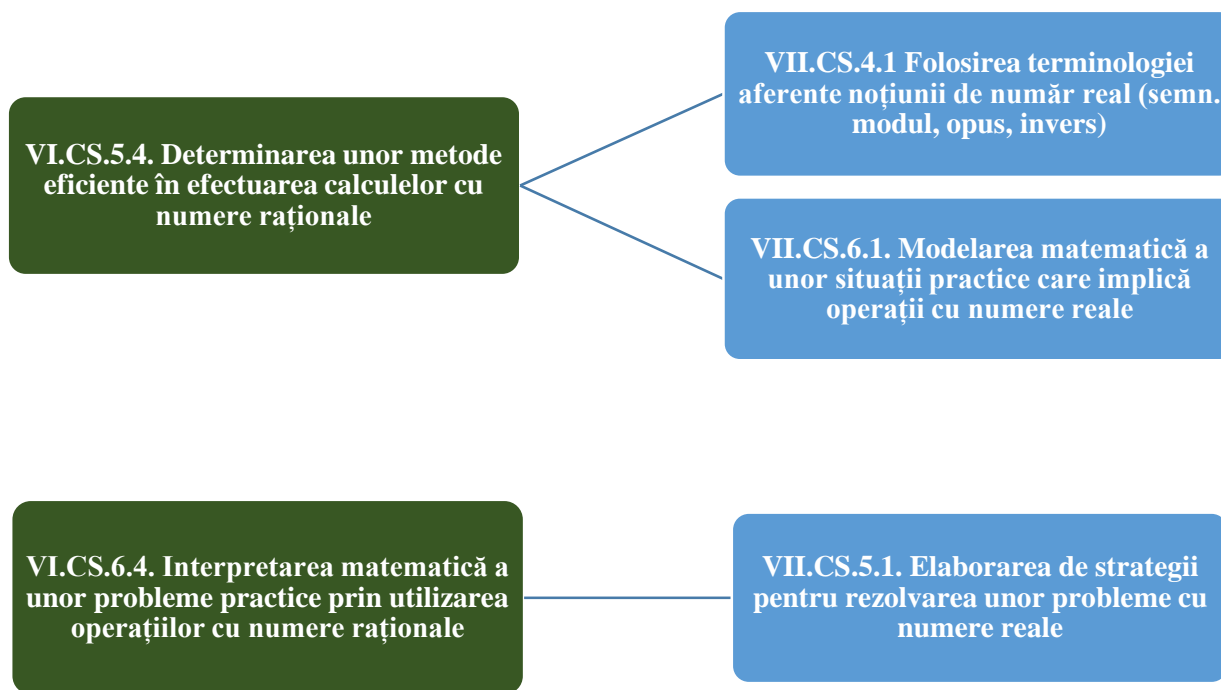 VI.CS.5.4. Determinarea unor metode
eficiente în efectuarea calculelor cu
numere raționale
VII.CS.4.1 Folosirea terminologiei
aferente noțiunii de număr real (semn.
modul, opus, invers)
VII.CS.6.1. Modelarea matematică a
unor situații practice care implică
operații cu numere reale
VI.CS.6.4. Interpretarea matematică a
unor probleme practice prin utilizarea
operațiilor cu numere raționale
VII.CS.5.1. Elaborarea de strategii
pentru rezolvarea unor probleme cu
numere reale